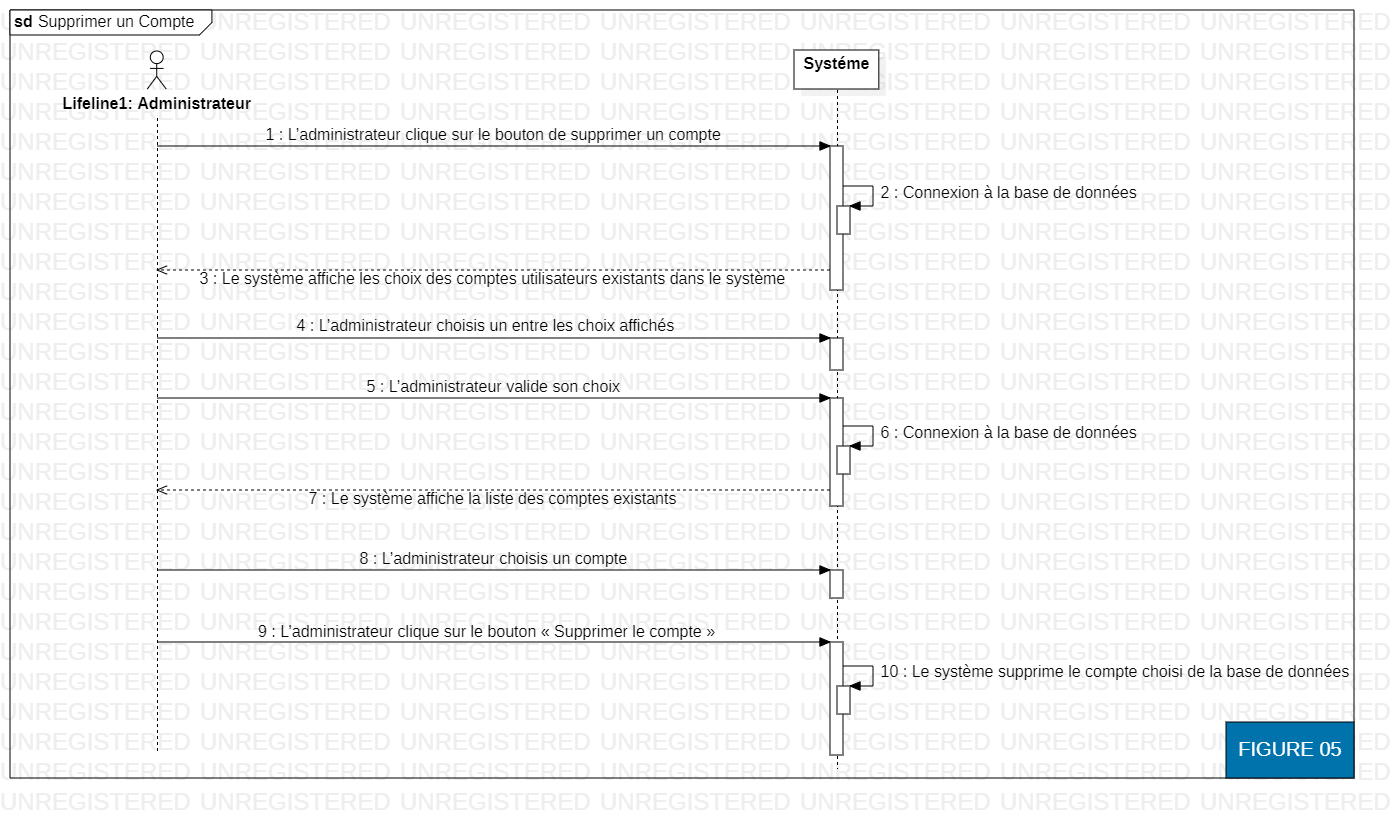 sd Supprimer un Compte
Systéme
Lifeline1: Administrateur
1 : L'administrateur clique sur le bouton de supprimer un compte
2 : Connexion à la base de données
3 : Le système affiche les choix des comptes utilisateurs existants dans le système
4 : L'administrateur choisis un entre les choix affichés
5 : L'administrateur valide son choix
6 : Connexion à la base de données
7 : Le système affiche la liste des comptes existants
8 : L'administrateur choisis un compte
9 : L'administrateur clique sur le bouton « Supprimer le compte »
10 : Le système supprime le compte choisi de la base de données
FIGURE 05
UNREGISTERED